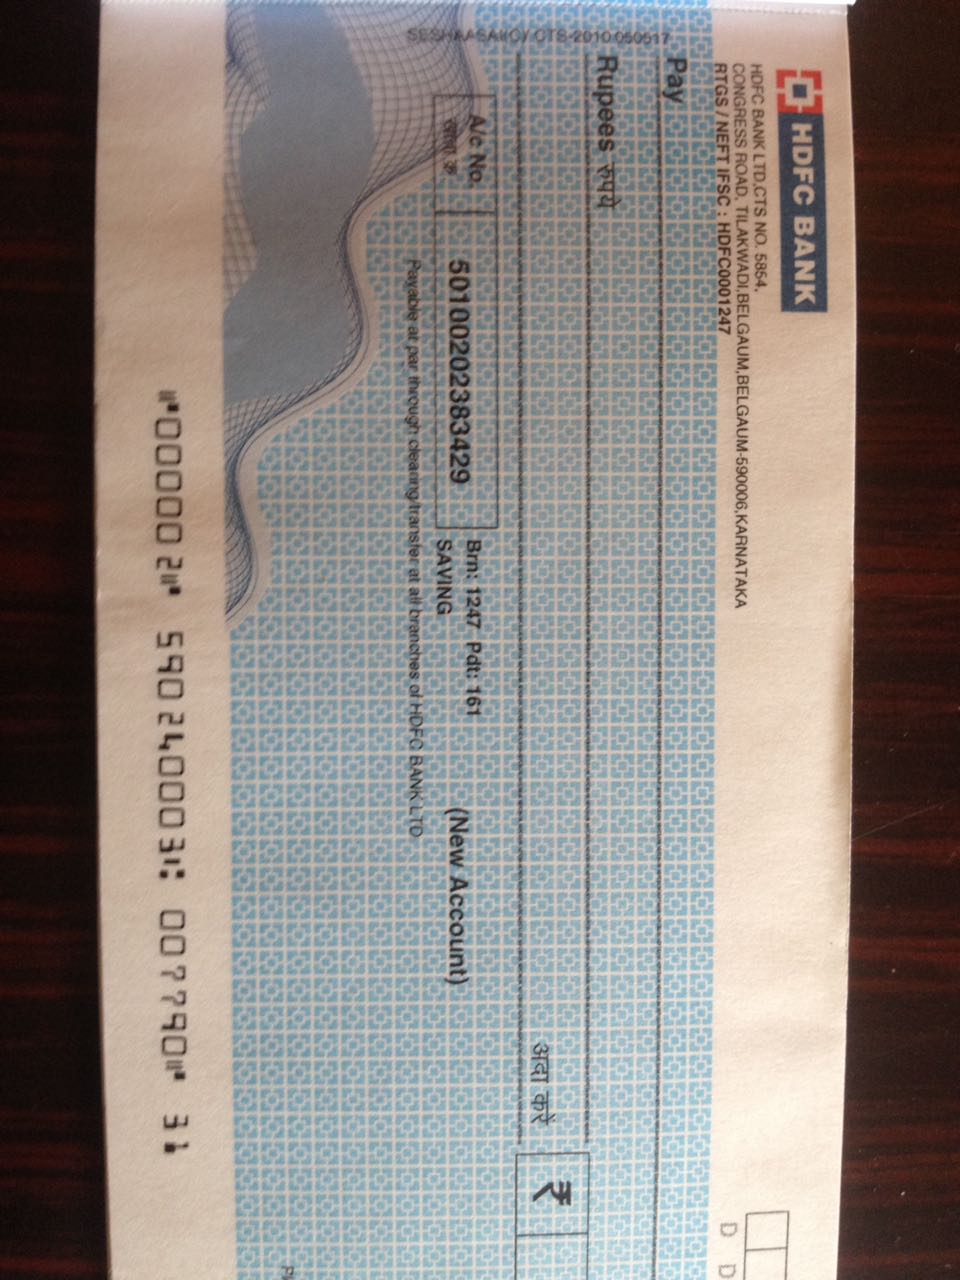 HDFC BANK
HDFC BANK LTD,CTS NO. 5854,
CONGRESS ROAD, TILAKWADI,BELGAUM,BELGAUM-590006,KARNATAKA
RTGS / NEFT IFSC : HDFC0001247
D D
Pay
Rupees रुपये
अदा करें
₹
A/c No.
खाता क्र
50100202383429
Brn: 1247 Pdt: 161
SAVING
(New Account)
Payable at par through clearing/transfer at all branches of HDFC BANK LTD
SESHAASAI(C) / CTS-2010 050517
⑈000002⑈ 590240003⑆ 007790⑈ 31